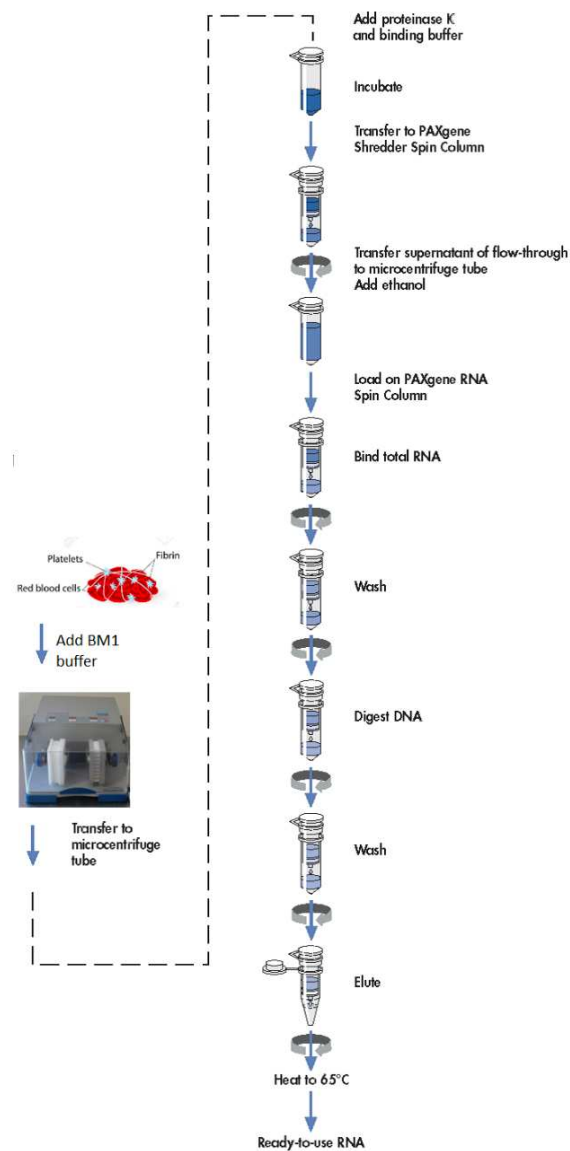 Platelets
Fibrin
Red blood cells
Add BM1
buffer
Transfer to
microcentrifuge
tube
Add proteinase K
and binding buffer
Incubate
Transfer to PAXgene
Shredder Spin Column
Transfer supernatant of flow-through
to microcentrifuge tube
Add ethanol
Load on PAXgene RNA
Spin Column
Bind total RNA
Wash
Digest DNA
Wash
Elute
Heat to 65°C
Ready-to-use RNA